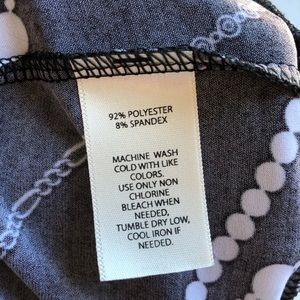 92% POLYESTER
8% SPANDEX
MACHINE WASH
COLD WITH LIKE
COLORS.
USE ONLY NON
CHLORINE
BLEACH WHEN
NEEDED,
TUMBLE DRY LOW,
COOL IRON IF
NEEDED.